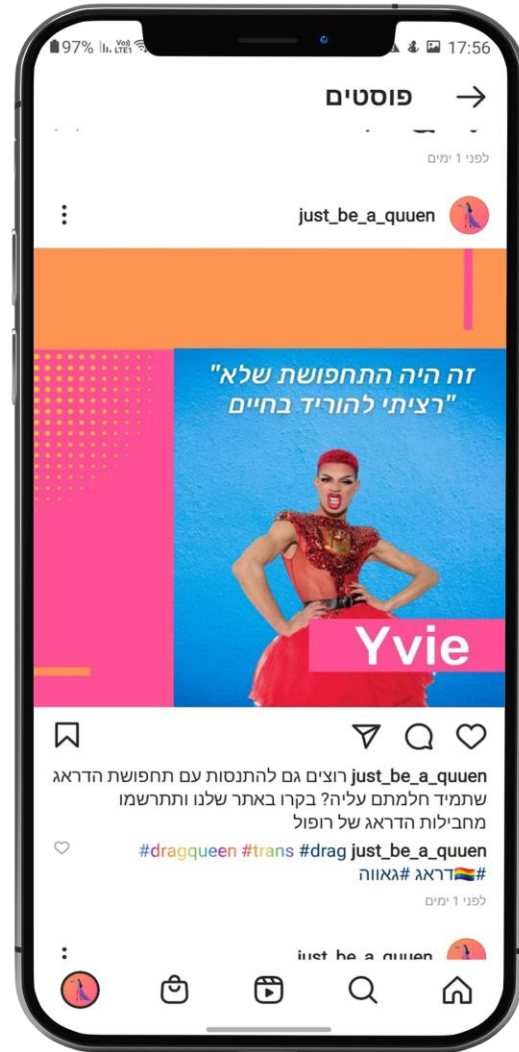 97%
17:56
פוסטים
לפני 1 ימים
just_be_a_quuen
"זה היה התחפושת שלא
רציתי להוריד בחיים"
Yvie
just_be_a_quuen רוצים גם להתנסות עם תחפושת הדראג
שתמיד חלמתם עליה? בקרו באתר שלנו ותתרשמו
מחבילות הדראג של רופול
just_be_a_quuen #drag #trans #dragqueen
#🏳️‍🌈דראג #גאווה
לפני 1 ימים
just_be_a_quuen